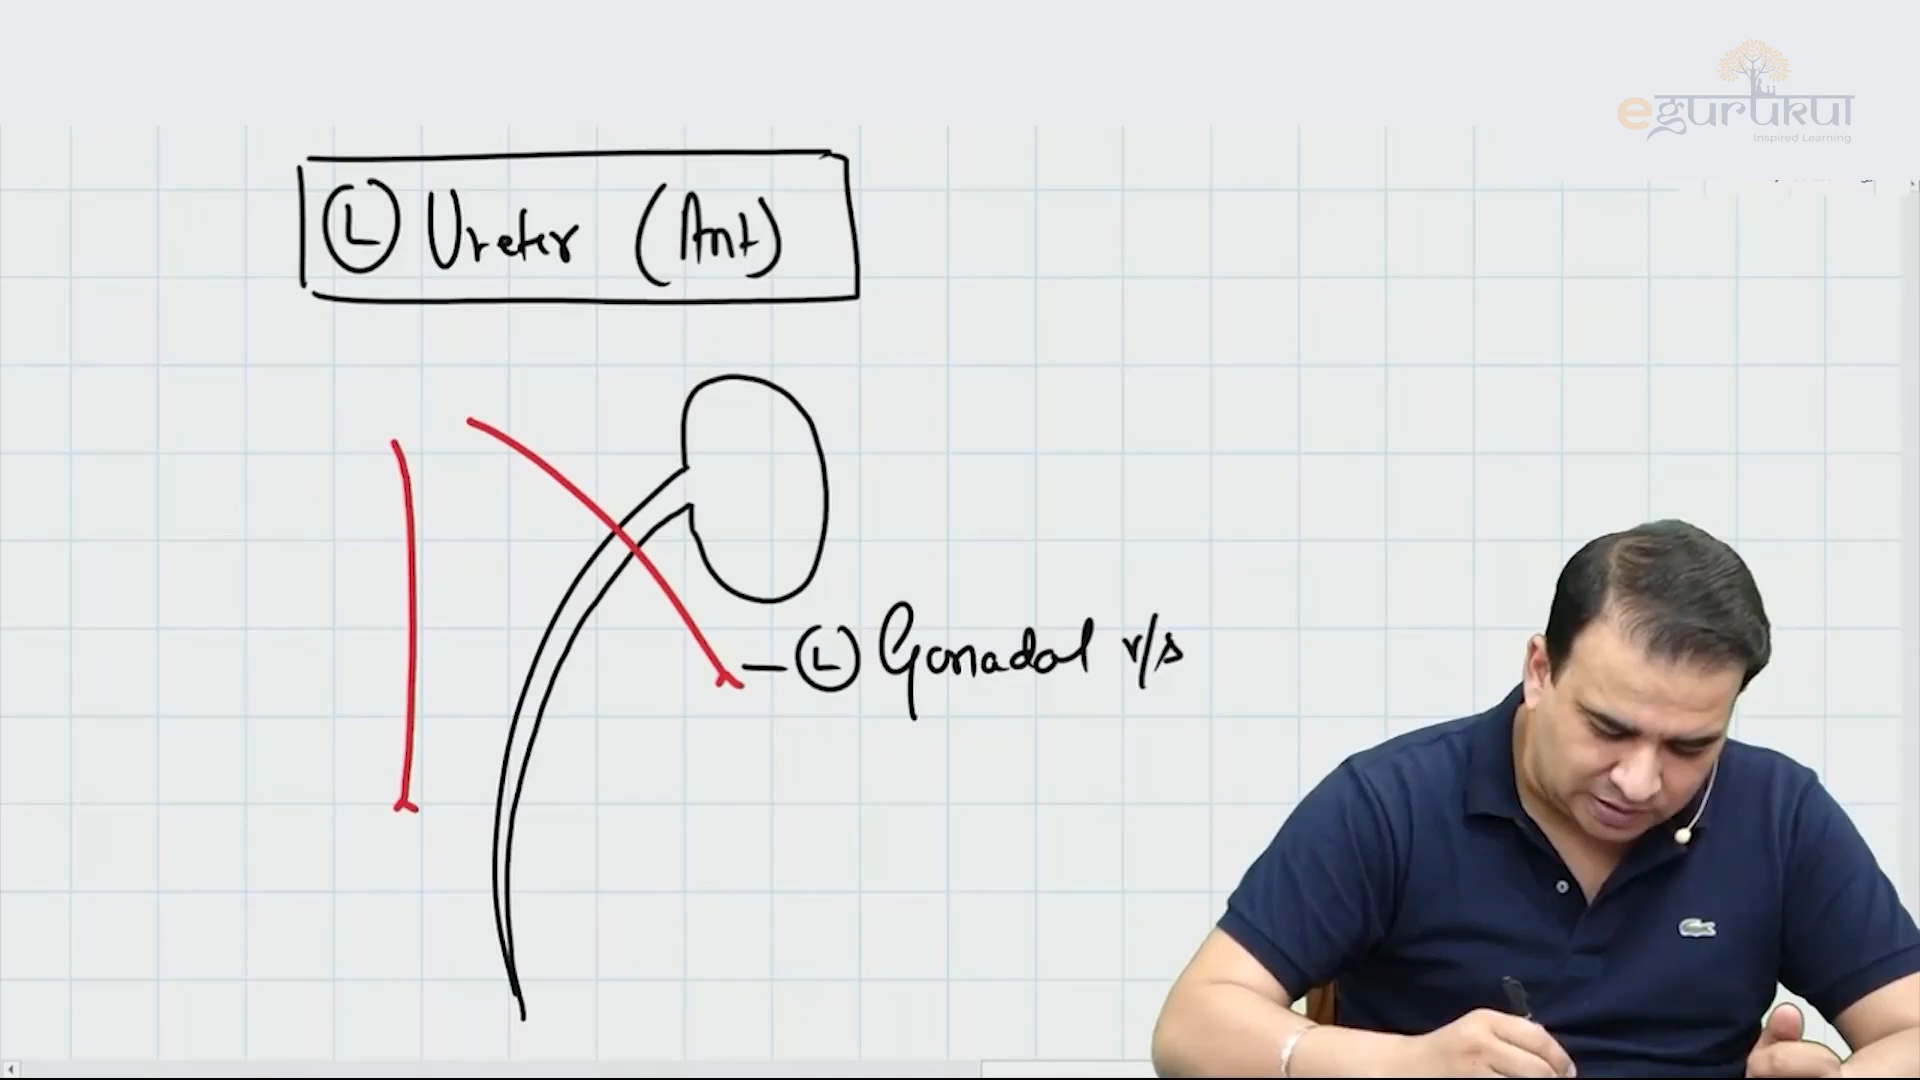 egurukul
Inspired Learning
L Ureter (Ant)
L Gonadal v/s